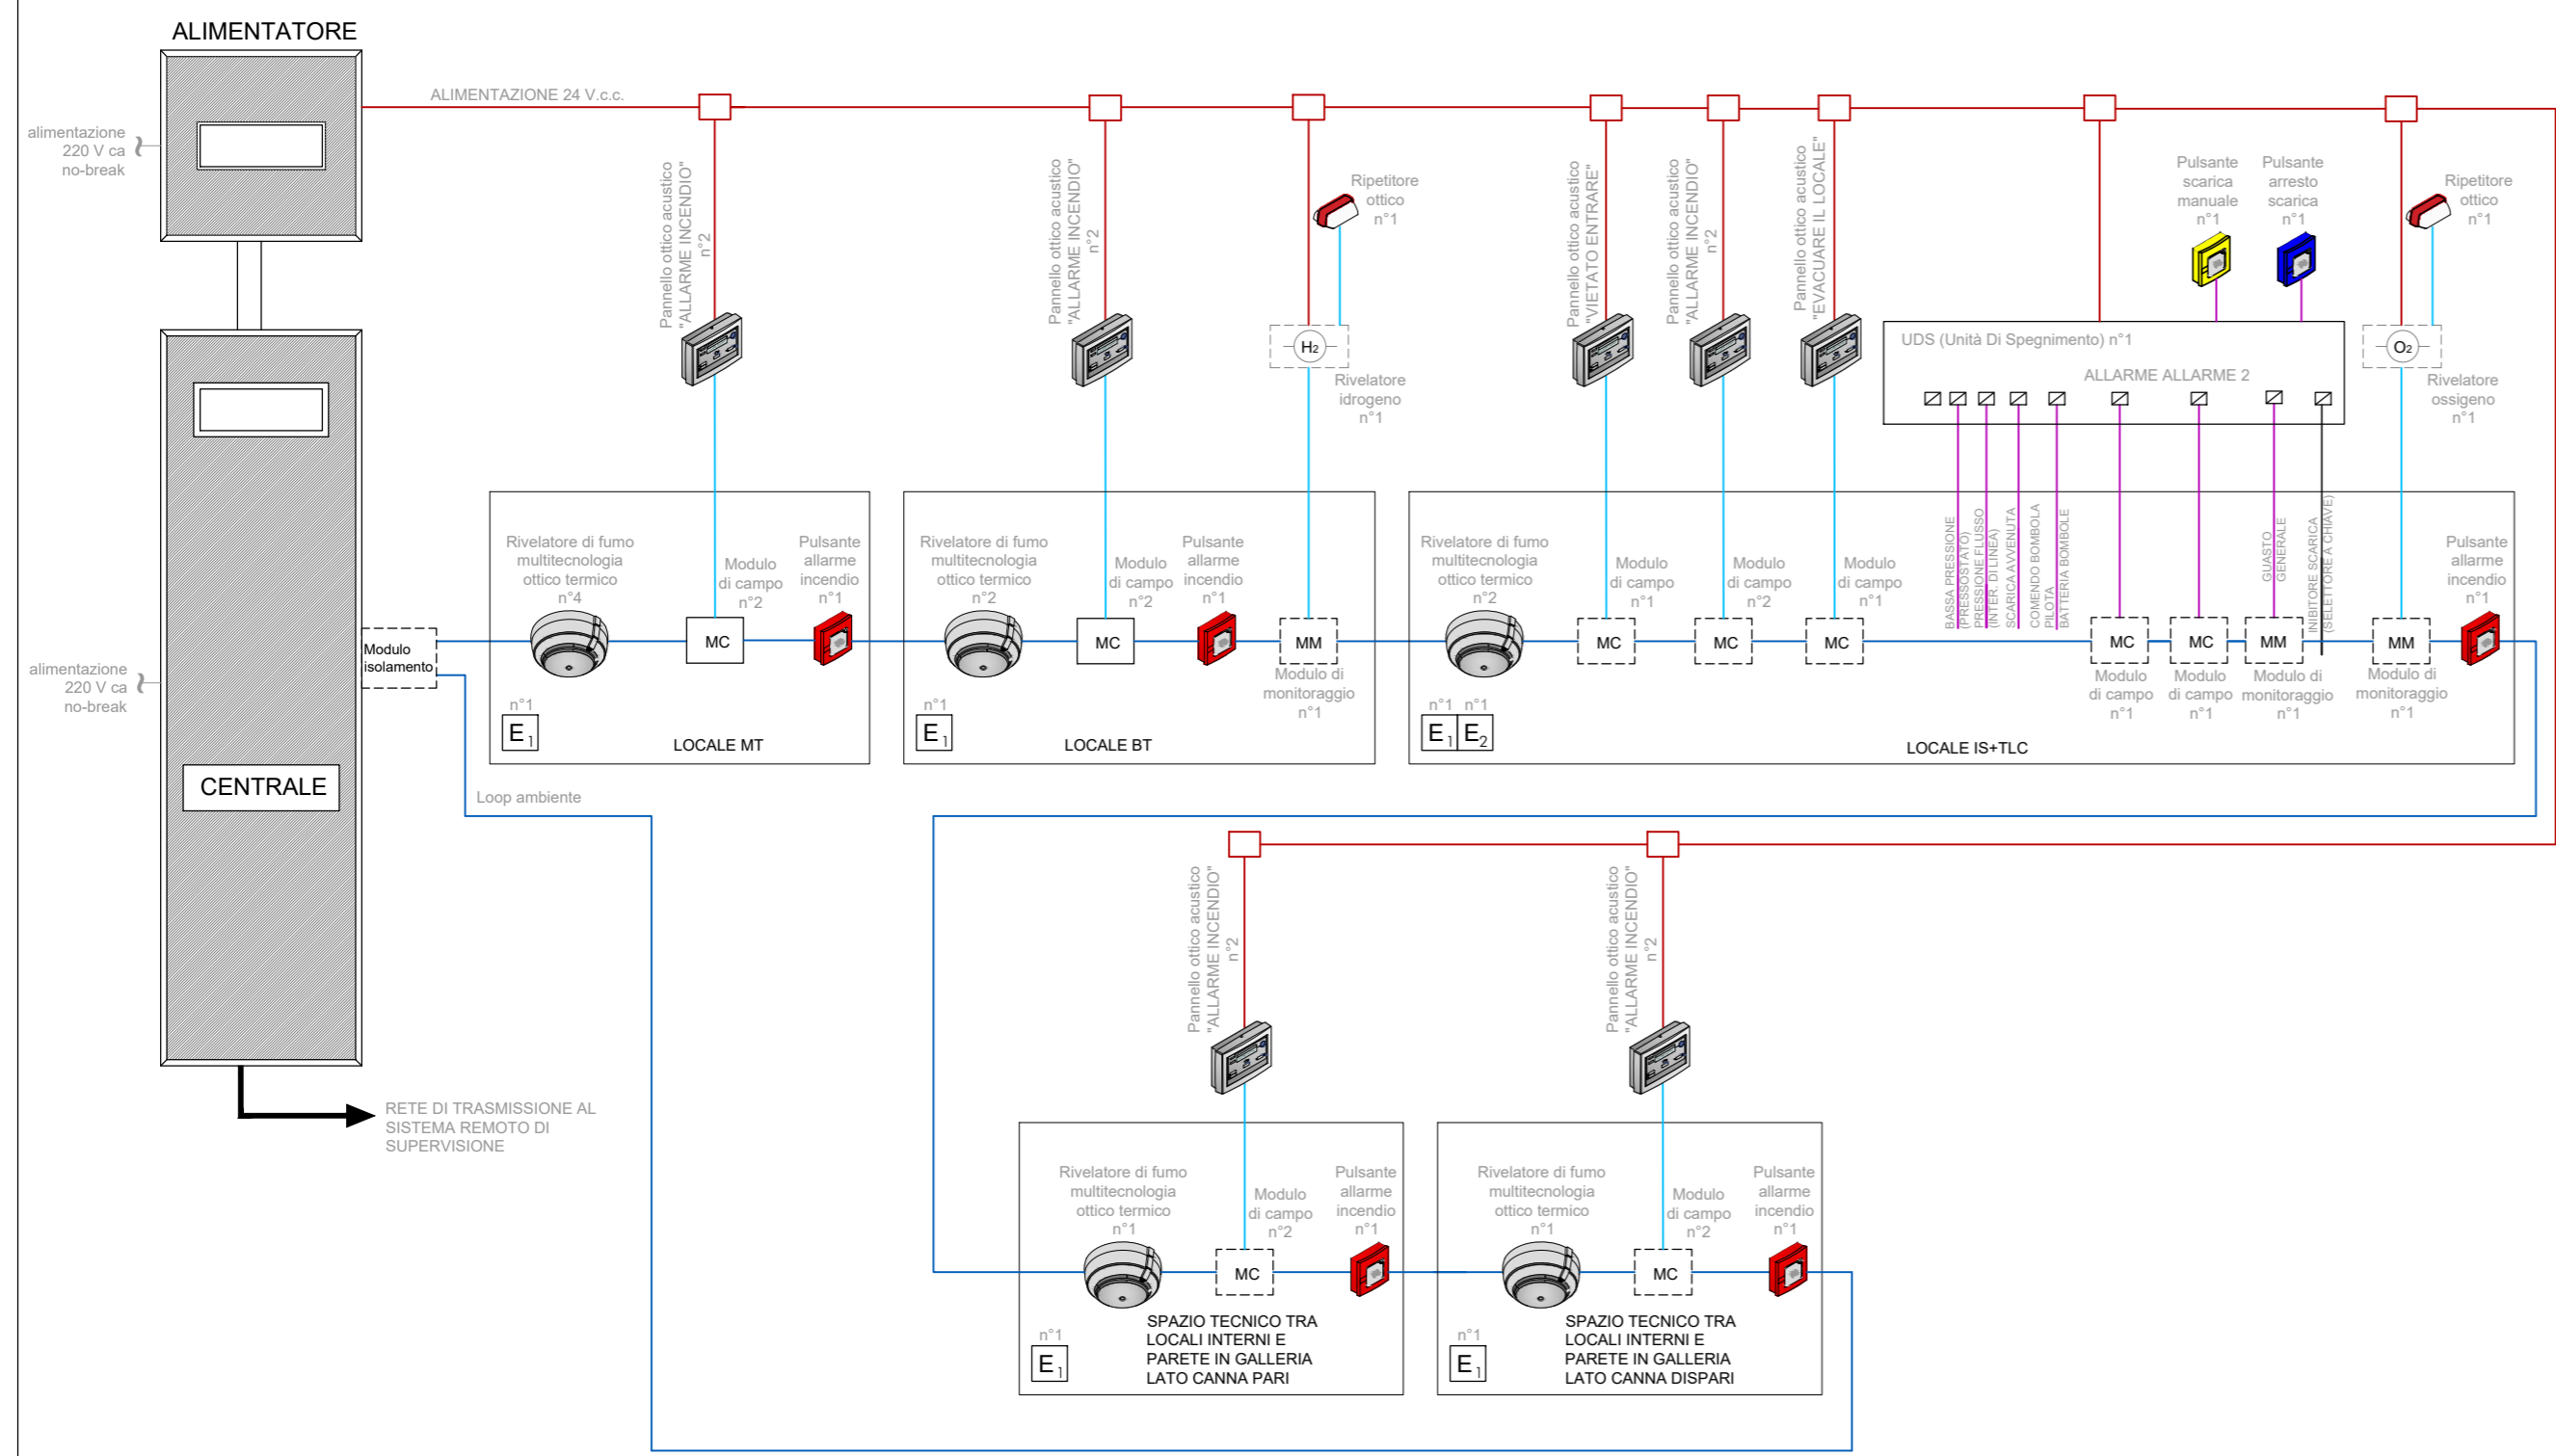 ALIMENTATORE
ALIMENTAZIONE 24 V.c.c.
alimentazione
220 V ca
no-break
Pannello ottico acustico
"ALLARME INCENDIO"
n°2
Pannello ottico acustico
"ALLARME INCENDIO"
n°2
Ripetitore
ottico
n°1
H2
Rivelatore
idrogeno
n°1
Pannello ottico acustico
"VIETATO ENTRARE"
Pannello ottico acustico
"ALLARME INCENDIO"
n°2
Pannello ottico acustico
"EVACUARE IL LOCALE"
Pulsante
scarica
manuale
n°1
Pulsante
arresto
scarica
n°1
Ripetitore
ottico
n°1
UDS (Unità Di Spegnimento) n°1
ALLARME ALLARME 2
O2
Rivelatore
ossigeno
n°1
CENTRALE
alimentazione
220 V ca
no-break
Modulo
isolamento
Loop ambiente
Rivelatore di fumo
multitecnologia
ottico termico
n°4
Modulo
di campo
n°2
Pulsante
allarme
incendio
n°1
MC
n°1
E1
LOCALE MT
Rivelatore di fumo
multitecnologia
ottico termico
n°2
Modulo
di campo
n°2
Pulsante
allarme
incendio
n°1
MC
MM
Modulo di
monitoraggio
n°1
n°1
E1
LOCALE BT
Rivelatore di fumo
multitecnologia
ottico termico
n°2
Modulo
di campo
n°1
Modulo
di campo
n°2
Modulo
di campo
n°1
MC
MC
MC
BASSA PRESSIONE
(PRESSOSTATO)
PRESSIONE FLUSSO
(INTER. DI LINEA)
SCARICA AVVENUTA
COMENDO BOMBOLA
PILOTA
BATTERIA BOMBOLE
GUASTO
GENERALE
INIBITORE SCARICA
(SELETTORE A CHIAVE)
Pulsante
allarme
incendio
n°1
MC
MC
MM
MM
Modulo
di campo
n°1
Modulo
di campo
n°1
Modulo di
monitoraggio
n°1
Modulo di
monitoraggio
n°1
n°1 n°1
E1 E2
LOCALE IS+TLC
RETE DI TRASMISSIONE AL
SISTEMA REMOTO DI
SUPERVISIONE
Pannello ottico acustico
"ALLARME INCENDIO"
n°2
Pannello ottico acustico
"ALLARME INCENDIO"
n°2
Rivelatore di fumo
multitecnologia
ottico termico
n°1
Modulo
di campo
n°2
Pulsante
allarme
incendio
n°1
MC
n°1
E1
SPAZIO TECNICO TRA
LOCALI INTERNI E
PARETE IN GALLERIA
LATO CANNA PARI
Rivelatore di fumo
multitecnologia
ottico termico
n°1
Modulo
di campo
n°2
Pulsante
allarme
incendio
n°1
MC
n°1
E1
SPAZIO TECNICO TRA
LOCALI INTERNI E
PARETE IN GALLERIA
LATO CANNA DISPARI